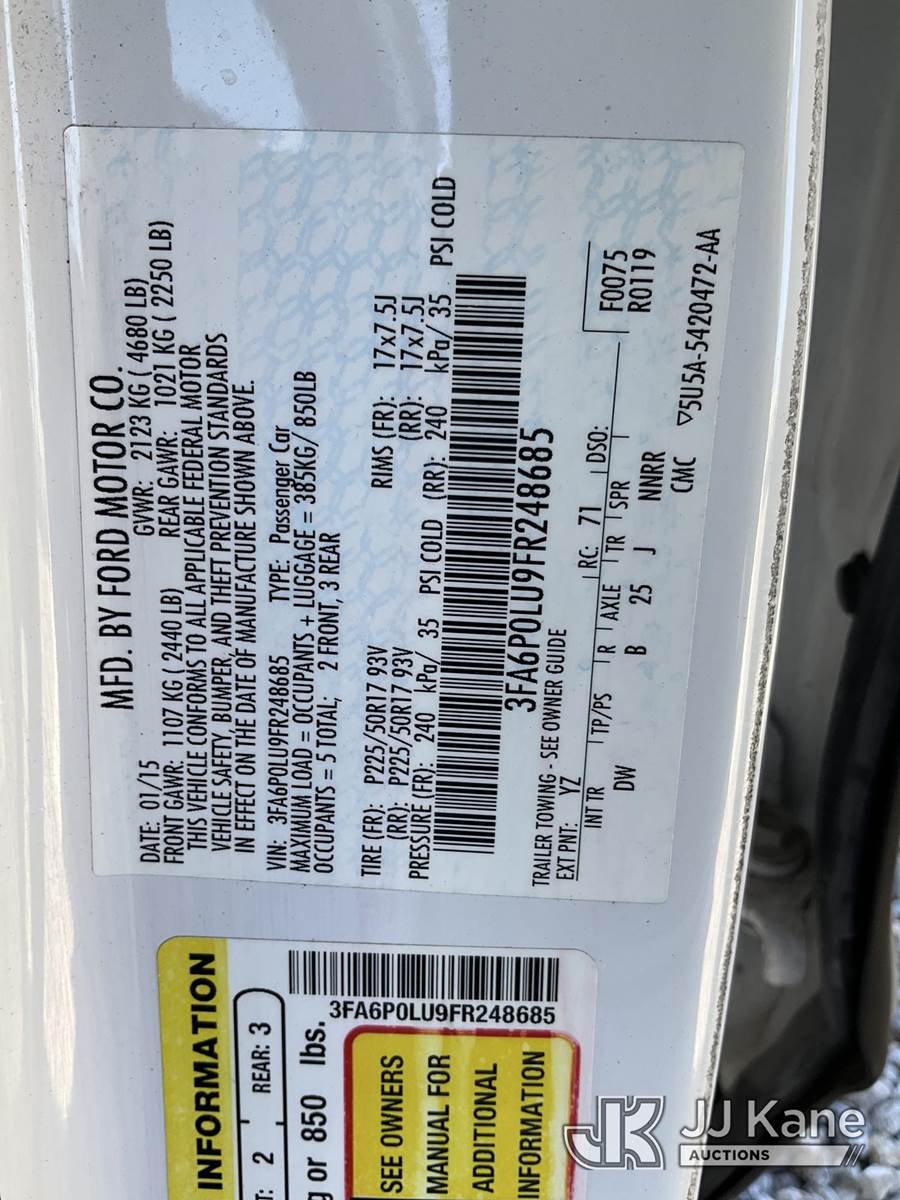 MFD. BY FORD MOTOR CO.
DATE: 01/15 GVWR: 2123 KG ( 4680 LB)
FRONT GAWR: 1107 KG (2440 LB) REAR GAWR: 1021 KG ( 2250 LB)
THIS VEHICLE CONFORMS TO ALL APPLICABLE FEDERAL MOTOR
VEHICLE SAFETY, BUMPER, AND THEFT PREVENTION STANDARDS
IN EFFECT ON THE DATE OF MANUFACTURE SHOWN ABOVE.
VIN: 3FA6P0LU9FR248685 TYPE: Passenger Car
MAXIMUM LOAD = OCCUPANTS + LUGGAGE = 385KG/ 850LB
OCCUPANTS = 5 TOTAL; 2 FRONT, 3 REAR
TIRE (FR): P225/50R17 93V RIMS (FR): 17x7.5J
(RR): P225/50R17 93V (RR): 17x7.5J
PRESSURE (FR): 240 kPa/ 35 PSI COLD (RR): 240 kPa/ 35 PSI COLD
3FA6P0LU9FR248685
TRAILER TOWING - SEE OWNER GUIDE
EXT PNT: YZ RC: 71 DSO: F0075
INT TR TP/PS R AXLE TR SPR R0119
DW B 25 J NNRR
CMC
▽5U5A-5420472-AA
INFORMATION
T: 2 REAR: 3
g or 850 lbs.
3FA6P0LU9FR248685
SEE OWNERS
MANUAL FOR
ADDITIONAL
INFORMATION
JK JJ Kane
AUCTIONS